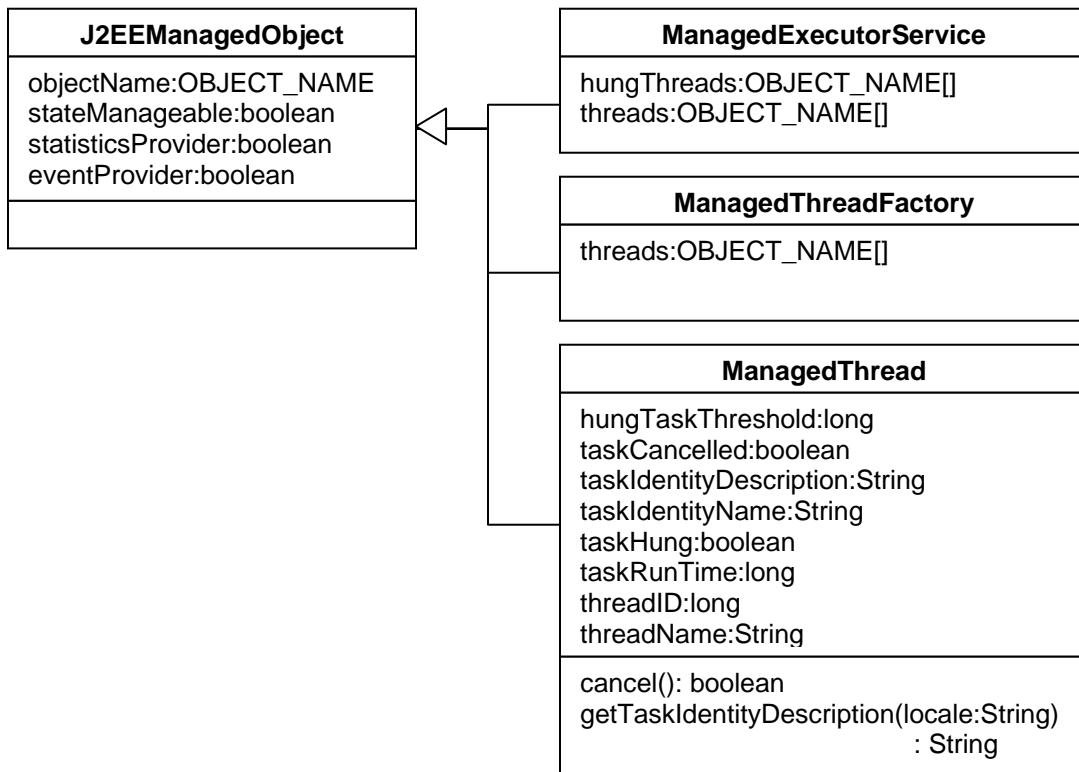 J2EEManagedObject
objectName:OBJECT_NAME
stateManageable:boolean
statisticsProvider:boolean
eventProvider:boolean
ManagedExecutorService
hungThreads:OBJECT_NAME[]
threads:OBJECT_NAME[]
ManagedThreadFactory
threads:OBJECT_NAME[]
ManagedThread
hungTaskThreshold:long
taskCancelled:boolean
taskIdentityDescription:String
taskIdentityName:String
taskHung:boolean
taskRunTime:long
threadID:long
threadName:String
cancel(): boolean
getTaskIdentityDescription(locale:String)
: String